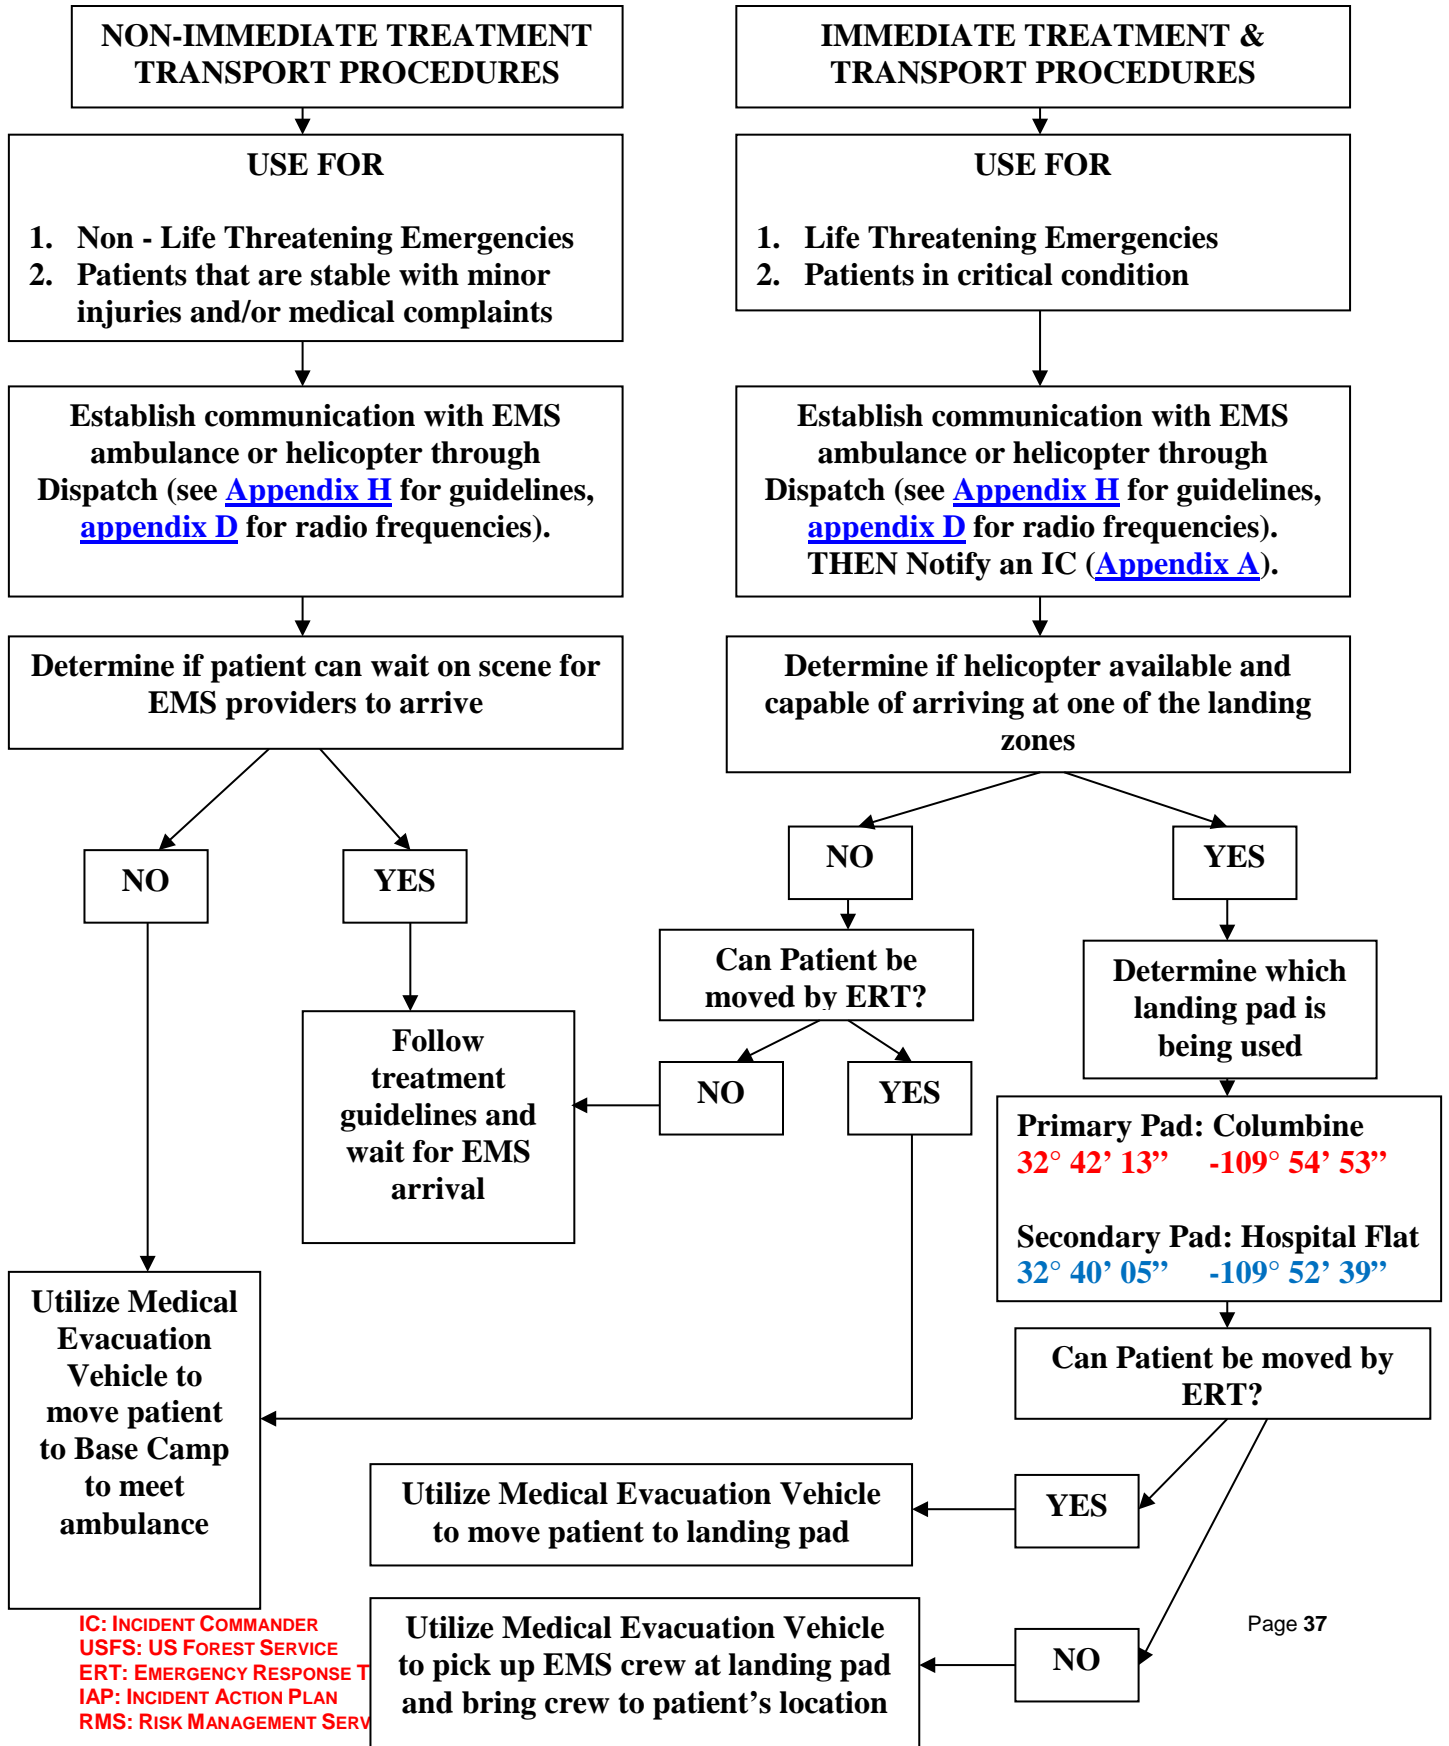 NON-IMMEDIATE TREATMENT
TRANSPORT PROCEDURES
IMMEDIATE TREATMENT &
TRANSPORT PROCEDURES
USE FOR
1. Non - Life Threatening Emergencies
2. Patients that are stable with minor
injuries and/or medical complaints
USE FOR
1. Life Threatening Emergencies
2. Patients in critical condition
Establish communication with EMS
ambulance or helicopter through
Dispatch (see Appendix H for guidelines,
appendix D for radio frequencies).
Establish communication with EMS
ambulance or helicopter through
Dispatch (see Appendix H for guidelines,
appendix D for radio frequencies).
THEN Notify an IC (Appendix A).
Determine if patient can wait on scene for
EMS providers to arrive
Determine if helicopter available and
capable of arriving at one of the landing
zones
NO
YES
NO
YES
Can Patient be
moved by ERT?
Determine which
landing pad is
being used
Follow
treatment
guidelines and
wait for EMS
arrival
NO
YES
Primary Pad: Columbine
32° 42’ 13” -109° 54’ 53”
Secondary Pad: Hospital Flat
32° 40’ 05” -109° 52’ 39”
Utilize Medical
Evacuation
Vehicle to
move patient
to Base Camp
to meet
ambulance
Can Patient be moved by
ERT?
Utilize Medical Evacuation Vehicle
to move patient to landing pad
YES
Utilize Medical Evacuation Vehicle
to pick up EMS crew at landing pad
and bring crew to patient’s location
NO
IC: INCIDENT COMMANDER
USFS: US FOREST SERVICE
ERT: EMERGENCY RESPONSE T
IAP: INCIDENT ACTION PLAN
RMS: RISK MANAGEMENT SERV
Page 37